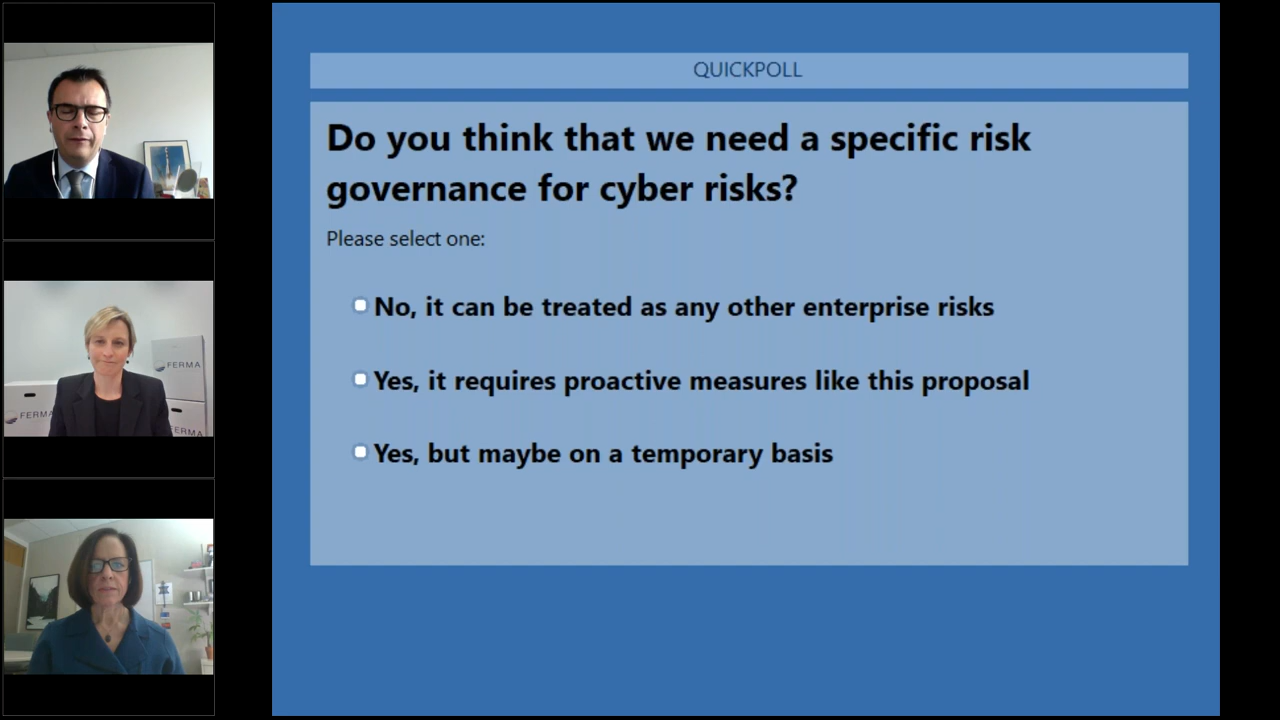 QUICKPOLL
Do you think that we need a specific risk
governance for cyber risks?
Please select one:
No, it can be treated as any other enterprise risks
Yes, it requires proactive measures like this proposal
Yes, but maybe on a temporary basis
FERMA
FERMA
FERMA